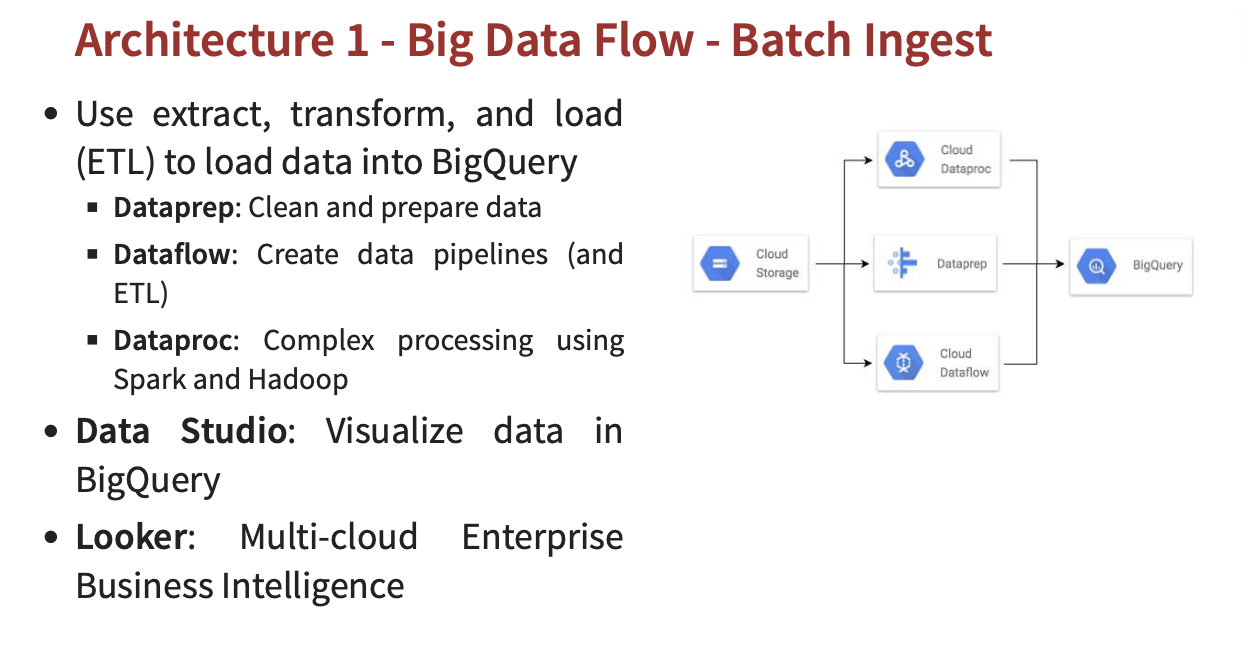 Architecture 1 - Big Data Flow - Batch Ingest
• Use extract, transform, and load
(ETL) to load data into BigQuery
▪ Dataprep: Clean and prepare data
▪ Dataflow: Create data pipelines (and
ETL)
▪ Dataproc: Complex processing using
Spark and Hadoop
• Data Studio: Visualize data in
BigQuery
• Looker: Multi-cloud Enterprise
Business Intelligence
Cloud
Storage
Cloud
Dataproc
Dataprep
Cloud
Dataflow
BigQuery